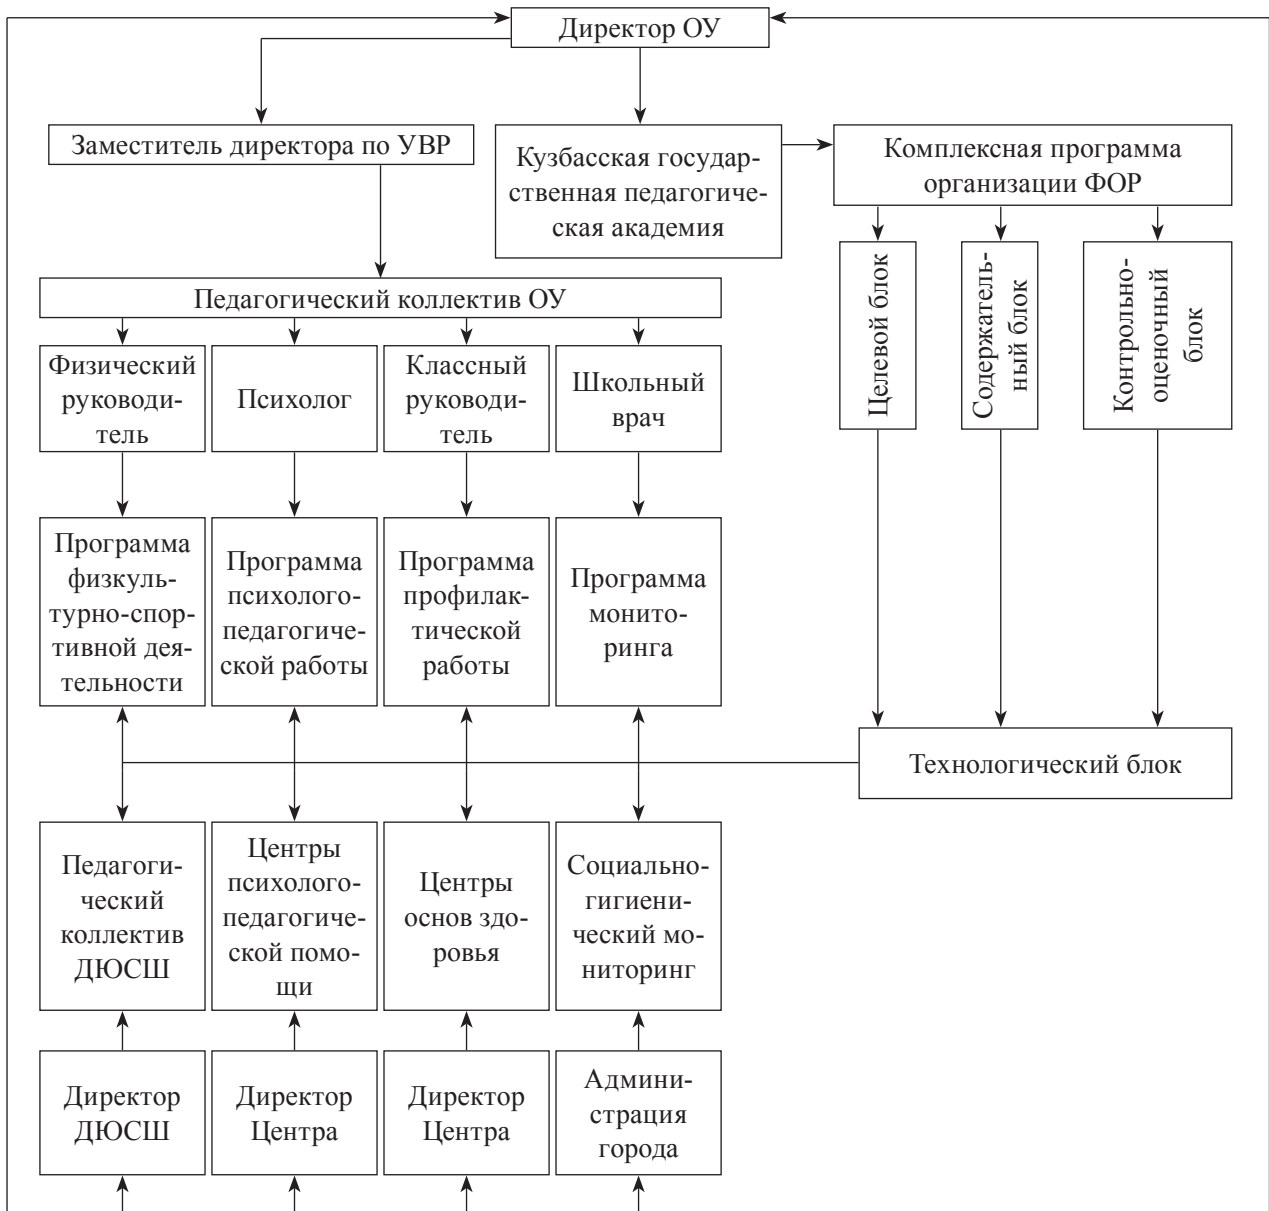 Директор ОУ
Заместитель директора по УВР
Кузбасская государ-
ственная педагогиче-
ская академия
Комплексная программа
организации ФОР
Целевой блок
Содержатель-
ный блок
Контрольно-
оценочный
блок
Педагогический коллектив ОУ
Физический
руководи-
тель
Психолог
Классный
руководи-
тель
Школьный
врач
Программа
физкуль-
турно-спор-
тивной дея-
тельности
Программа
психолого-
педагогиче-
ской работы
Программа
профилак-
тической
работы
Программа
монито-
ринга
Технологический блок
Педагоги-
ческий
коллектив
ДЮСШ
Центры
психолого-
педагогиче-
ской помо-
щи
Центры
основ здо-
ровья
Социально-
гигиени-
ческий мо-
ниторинг
Директор
ДЮСШ
Директор
Центра
Директор
Центра
Админи-
страция
города